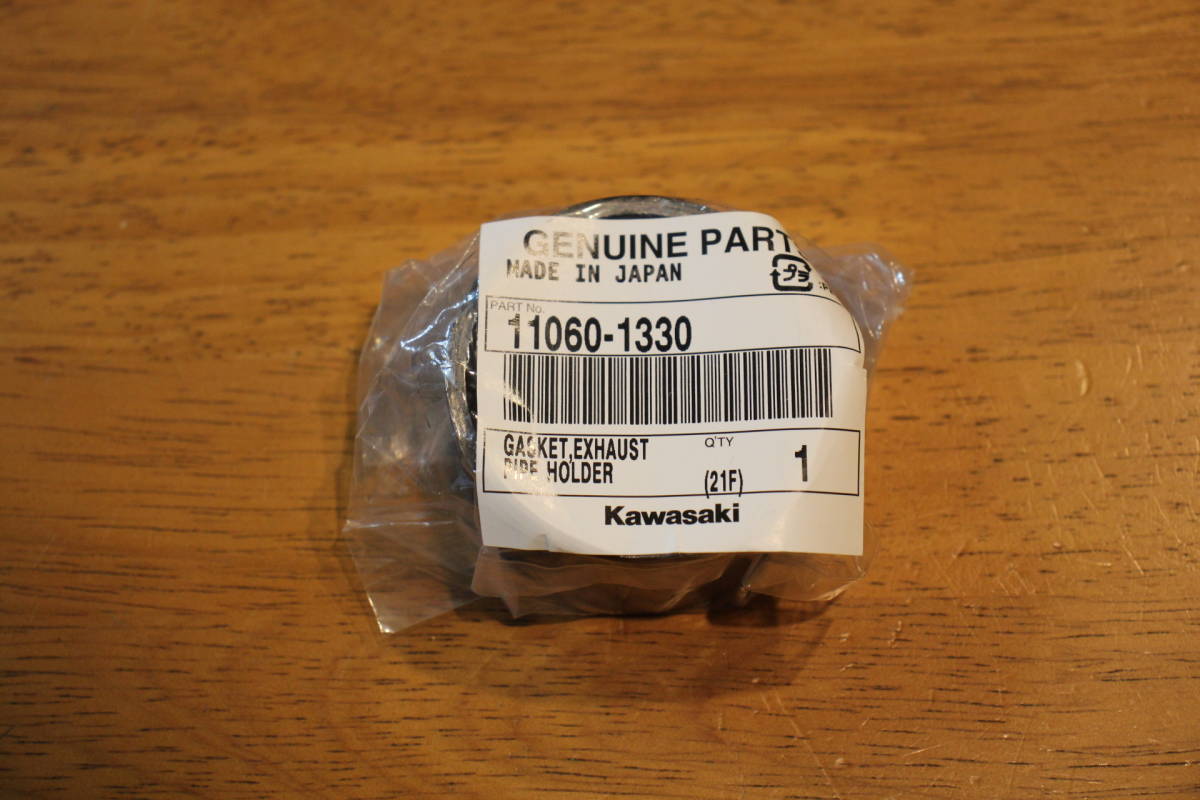 GENUINE PARTS
MADE IN JAPAN
PART No.
11060-1330
GASKET,EXHAUST
PIPE HOLDER
Q'TY
(21F)
1
Kawasaki